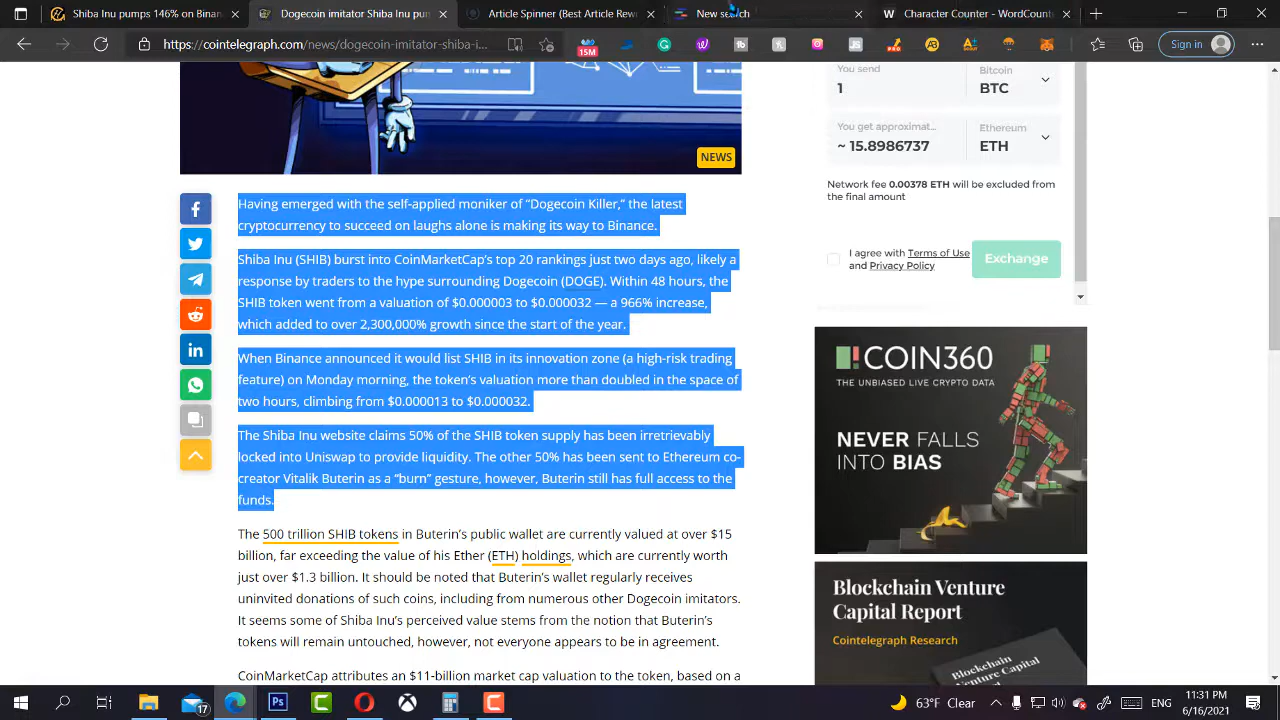 Shiba Inu pumps 146% on Binan
Shiba Inu pumps 140% on Binan
Article Spinner (Best Article Rewr
New search
Character Counter - WordCounte
https://cointelegraph.com/news/dogecoin-imitator-shiba-i...
15M
Sign in
NEWS
Having emerged with the self-applied moniker of “Dogecoin Killer,” the latest
cryptocurrency to succeed on laughs alone is making its way to Binance.
Shiba Inu (SHIB) burst into CoinMarketCap’s top 20 rankings just two days ago, likely a
response by traders to the hype surrounding Dogecoin (DOGE). Within 48 hours, the
SHIB token went from a valuation of $0.000003 to $0.000032 — a 966% increase,
which added to over 2,300,000% growth since the start of the year.
When Binance announced it would list SHIB in its innovation zone (a high-risk trading
feature) on Monday morning, the token’s valuation more than doubled in the space of
two hours, climbing from $0.000013 to $0.000032.
The Shiba Inu website claims 50% of the SHIB token supply has been irretrievably
locked into Uniswap to provide liquidity. The other 50% has been sent to Ethereum co-
creator Vitalik Buterin as a “burn” gesture, however, Buterin still has full access to the
funds.
The 500 trillion SHIB tokens in Buterin’s public wallet are currently valued at over $15
billion, far exceeding the value of his Ether (ETH) holdings, which are currently worth
just over $1.3 billion. It should be noted that Buterin’s wallet regularly receives
uninvited donations of such coins, including from numerous other Dogecoin imitators.
It seems some of Shiba Inu’s perceived value stems from the notion that Buterin’s
tokens will remain untouched, however, not everyone appears to be in agreement.
CoinMarketCap attributes an $11-billion market cap valuation to the token, based on a
You send
1
Bitcoin
BTC
You get approximat...
~ 15.8986737
Ethereum
ETH
Network fee 0.00378 ETH will be excluded from
the final amount
I agree with Terms of Use
and Privacy Policy
Exchange
COIN360
THE UNBIASED LIVE CRYPTO DATA
NEVER FALLS
INTO BIAS
Blockchain Venture
Capital Report
Cointelegraph Research
Blockchain
Venture Capital
17
63°F Clear
ENG
11:31 PM
6/16/2021